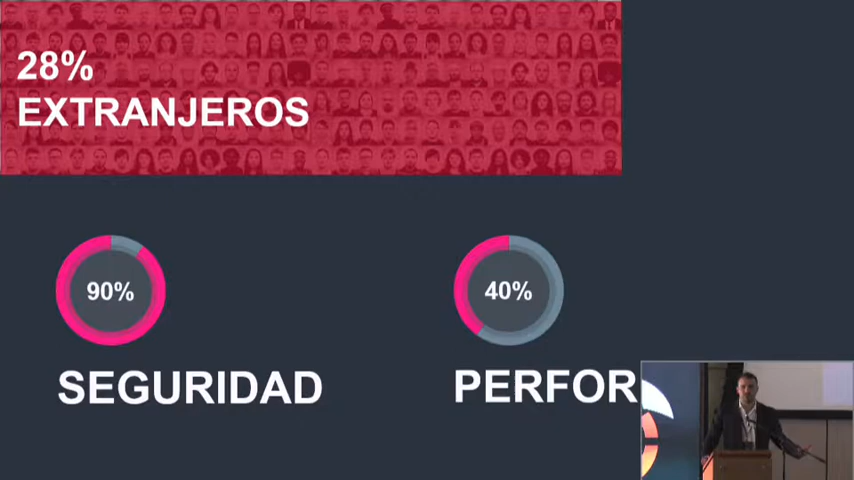 28%
EXTRANJEROS
90%
40%
SEGURIDAD
PERFOR